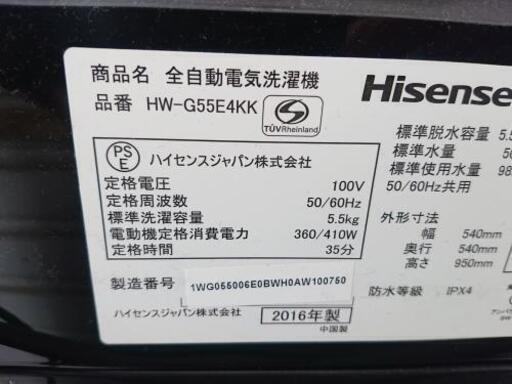 商品名 全自動電気洗濯機
品番 HW-G55E4KK
TÜVRheinland
Hisense
PS
E
ハイセンスジャパン株式会社
定格電圧 100V
定格周波数 50/60Hz
標準洗濯容量 5.5kg
電動機定格消費電力 360/410W
定格時間 35分
製造番号 1WG055006E0BWH0AW100750
ハイセンスジャパン株式会社 2016年製
中国製
標準脱水容量 5.5
標準水量
標準使用水量 98
50/60Hz共用
外形寸法
幅 540mm
奥行 540mm
高さ 950mm
防水等級 IPX4